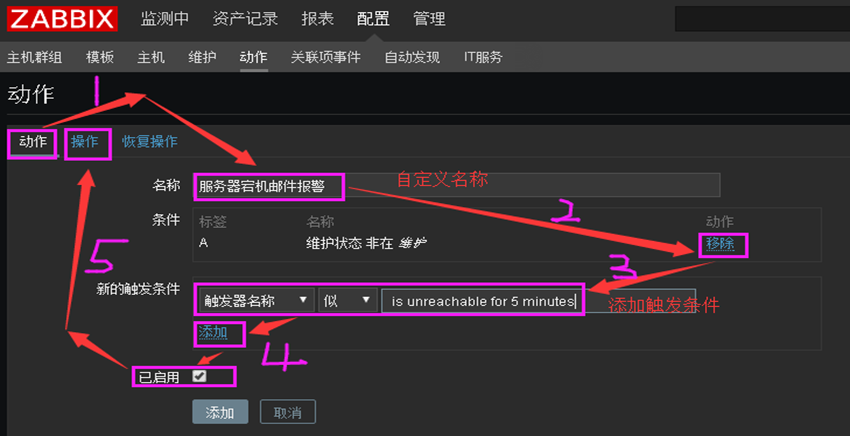 ZABBIX 监测中 资产记录 报表 配置 管理
主机群组 模板 主机 维护 动作 关联项事件 自动发现 IT服务
动作
1
动作 操作 恢复操作
名称 服务器宕机邮件报警 自定义名称
2
条件 标签 名称 动作
A 维护状态 非在 维护 移除
5
3
新的触发条件 触发器名称 似 is unreachable for 5 minutes 添加触发条件
添加
4
已启用
添加 取消